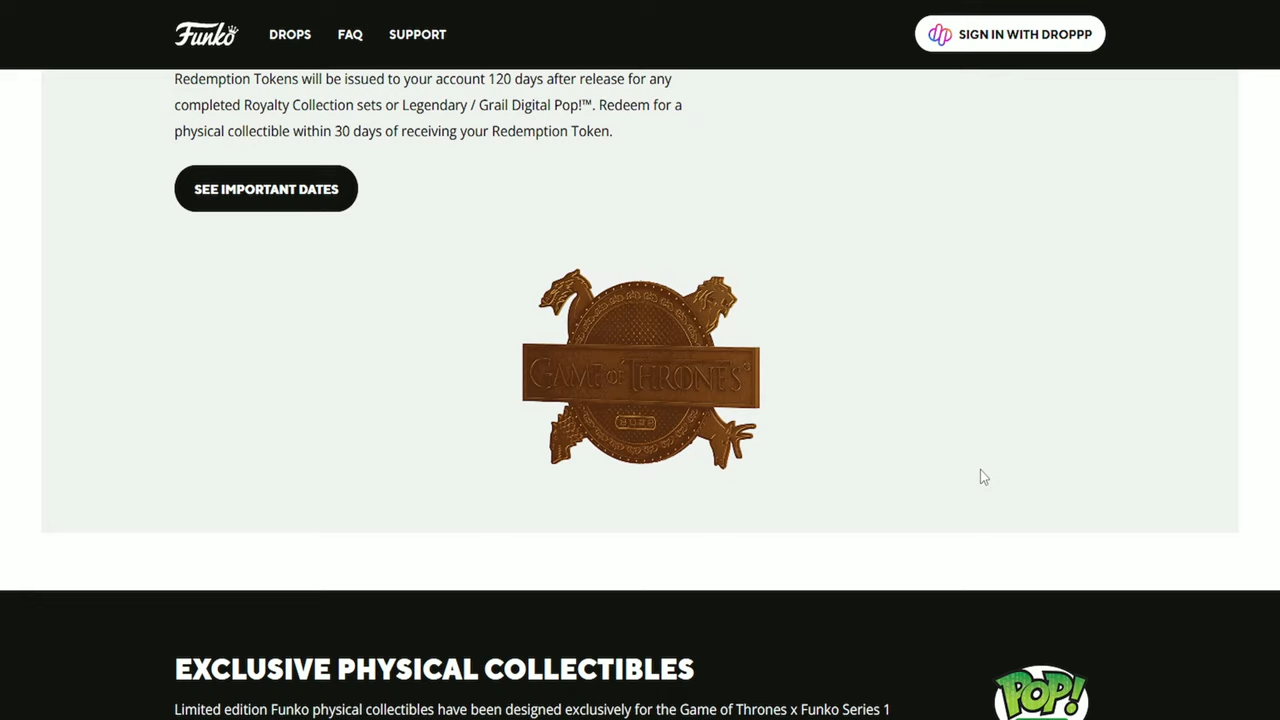 Funko DROPS FAQ SUPPORT SIGN IN WITH DROPPP
Redemption Tokens will be issued to your account 120 days after release for any
completed Royalty Collection sets or Legendary / Grail Digital Pop!™. Redeem for a
physical collectible within 30 days of receiving your Redemption Token.
SEE IMPORTANT DATES
GAME OF THRONES
EXCLUSIVE PHYSICAL COLLECTIBLES
POP!
Limited edition Funko physical collectibles have been designed exclusively for the Game of Thrones x Funko Series 1